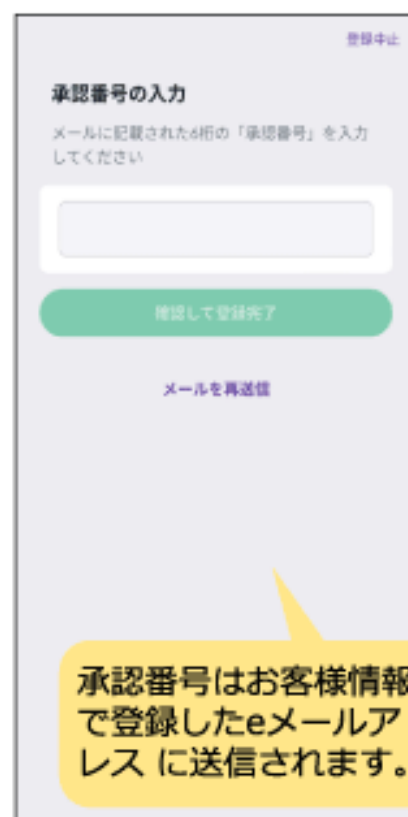 登録中止
承認番号の入力
メールに記載された6桁の「承認番号」を入力
してください
確認して登録完了
メールを再送信
承認番号はお客様情報
で登録したeメールア
レス に送信されます。